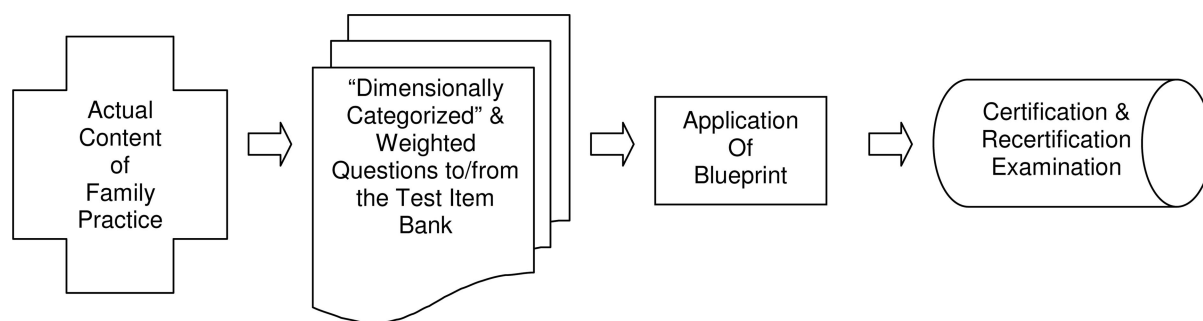 Actual
Content
of
Family
Practice
“Dimensionally
Categorized” &
Weighted
Questions to/from
the Test Item
Bank
Application
Of
Blueprint
Certification &
Recertification
Examination